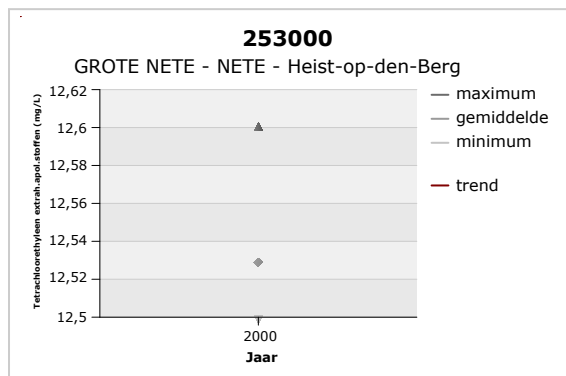 253000
GROTE NETE - NETE - Heist-op-den-Berg
Tetrachloorethyleen extrah.apol.stoffen (mg/L)
12,62
12,6
12,58
12,56
12,54
12,52
12,5
2000
Jaar
maximum
gemiddelde
minimum
trend